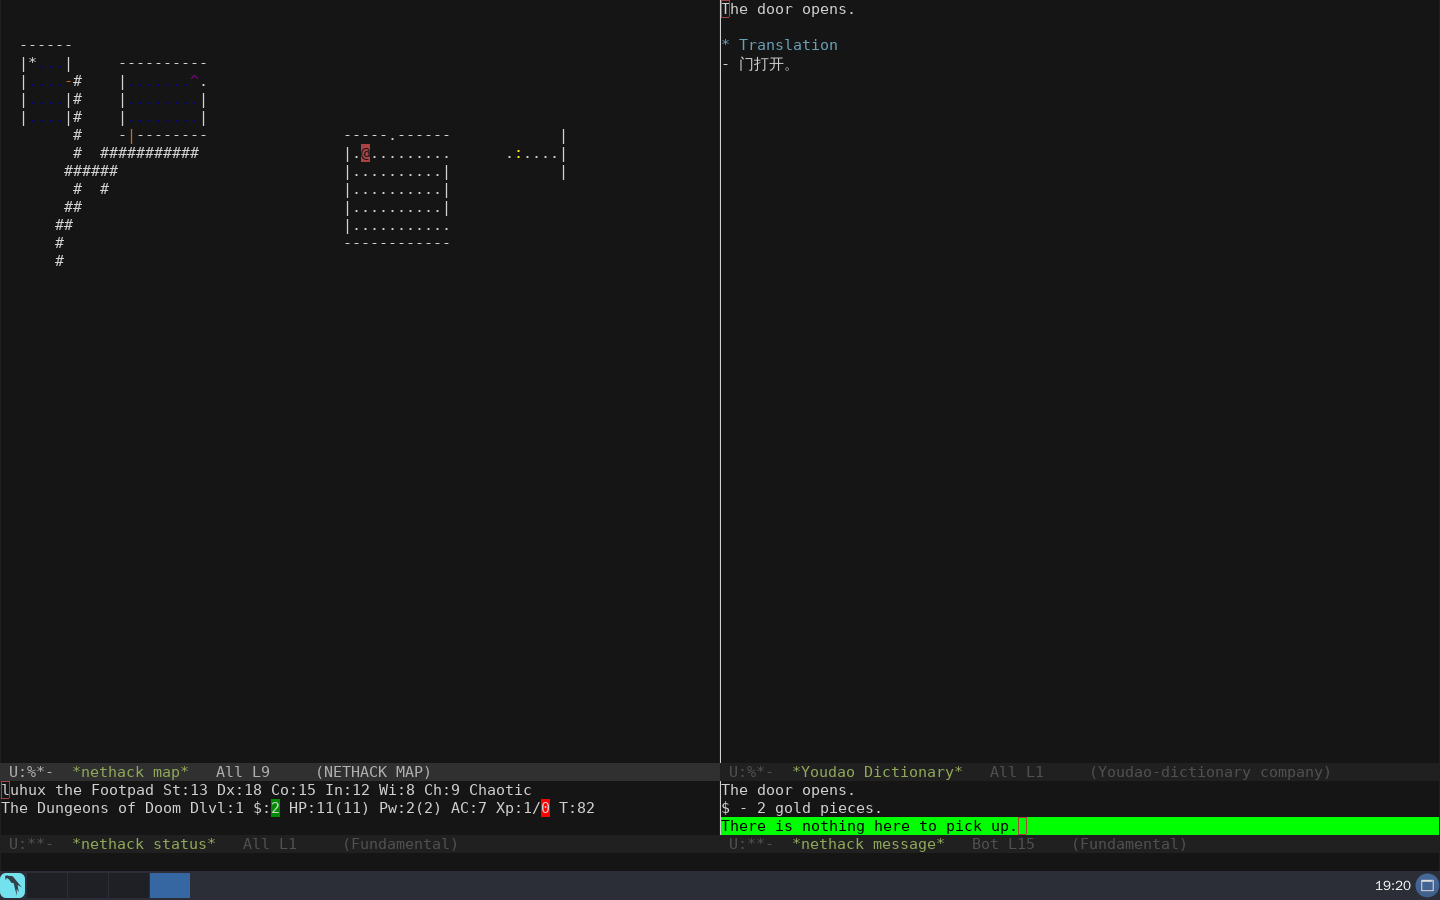 ------
 |*   |     ----------
 |    -#    |       ^.
 |    |#    |        |
 |    |#    |        |
       #    -|--------               -----.------            |
       #  ###########                |.@.........      .:....|
      ######                         |..........|            |
       #  #                          |..........|
      ##                             |..........|
     ##                              |...........
     #                               ------------
     #
U:%*-  *nethack map*   All L9     (NETHACK MAP)
luhux the Footpad St:13 Dx:18 Co:15 In:12 Wi:8 Ch:9 Chaotic
The Dungeons of Doom Dlvl:1 $:2 HP:11(11) Pw:2(2) AC:7 Xp:1/0 T:82
U:**-  *nethack status*   All L1     (Fundamental)
The door opens.
* Translation
- 门打开。
U:%*-  *Youdao Dictionary*   All L1     (Youdao-dictionary company)
The door opens.
$ - 2 gold pieces.
There is nothing here to pick up.
U:**-  *nethack message*   Bot L15    (Fundamental)
19:20